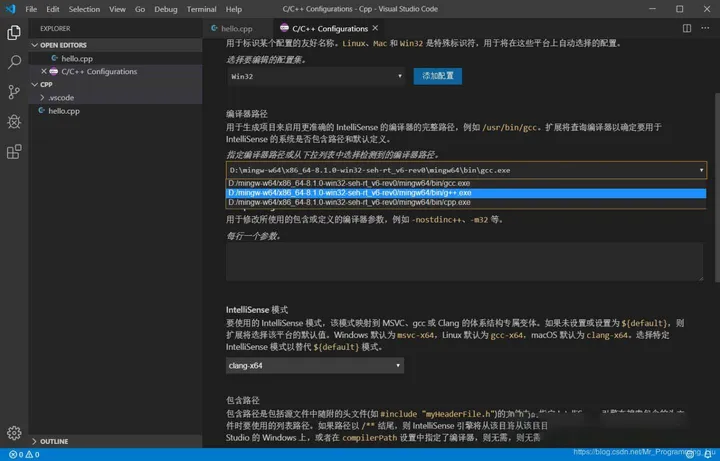 File Edit Selection View Go Debug Terminal Help
C/C++ Configurations - Cpp - Visual Studio Code
EXPLORER
OPEN EDITORS
hello.cpp
C/C++ Configurations
CPP
.vscode
hello.cpp
OUTLINE
0 0
hello.cpp
C/C++ Configurations
用于标识某个配置的友好名称。Linux、Mac 和 Win32 是特殊标识符，用于将在这些平台上自动选择的配置。
选择要编辑的配置集。
Win32
添加配置
编译器路径
用于生成项目来启用更准确的 IntelliSense 的编译器的完整路径，例如 /usr/bin/gcc。扩展将查询编译器以确定要用于
IntelliSense 的系统是否包含路径和默认定义。
指定编译器路径或从下拉列表中选择检测到的编译器路径。
D:\mingw-w64\x86_64-8.1.0-win32-seh-rt_v6-rev0\mingw64\bin\gcc.exe
D:/mingw-w64/x86_64-8.1.0-win32-seh-rt_v6-rev0/mingw64/bin/gcc.exe
D:/mingw-w64/x86_64-8.1.0-win32-seh-rt_v6-rev0/mingw64/bin/g++.exe
D:/mingw-w64/x86_64-8.1.0-win32-seh-rt_v6-rev0/mingw64/bin/cpp.exe
用于修改所使用的包含或定义的编译器参数，例如 -nostdinc++、-m32 等。
每行一个参数。
IntelliSense 模式
要使用的 IntelliSense 模式，该模式映射到 MSVC、gcc 或 Clang 的体系结构专属变体。如果未设置或设置为 ${default}，则
扩展将选择该平台的默认值。Windows 默认为 msvc-x64，Linux 默认为 gcc-x64，macOS 默认为 clang-x64。选择特定
IntelliSense 模式以替代 ${default} 模式。
clang-x64
包含路径
包含路径是包括源文件中随附的头文件(如 #include "myHeaderFile.h")的
件时要使用的列表路径。如果路径以 /** 结尾，则 IntelliSense 引擎将从该目
Studio 的 Windows 上，或者在 compilerPath 设置中指定了编译器，则无需
https://blog.csdn.net/Mr_Programming_Liu